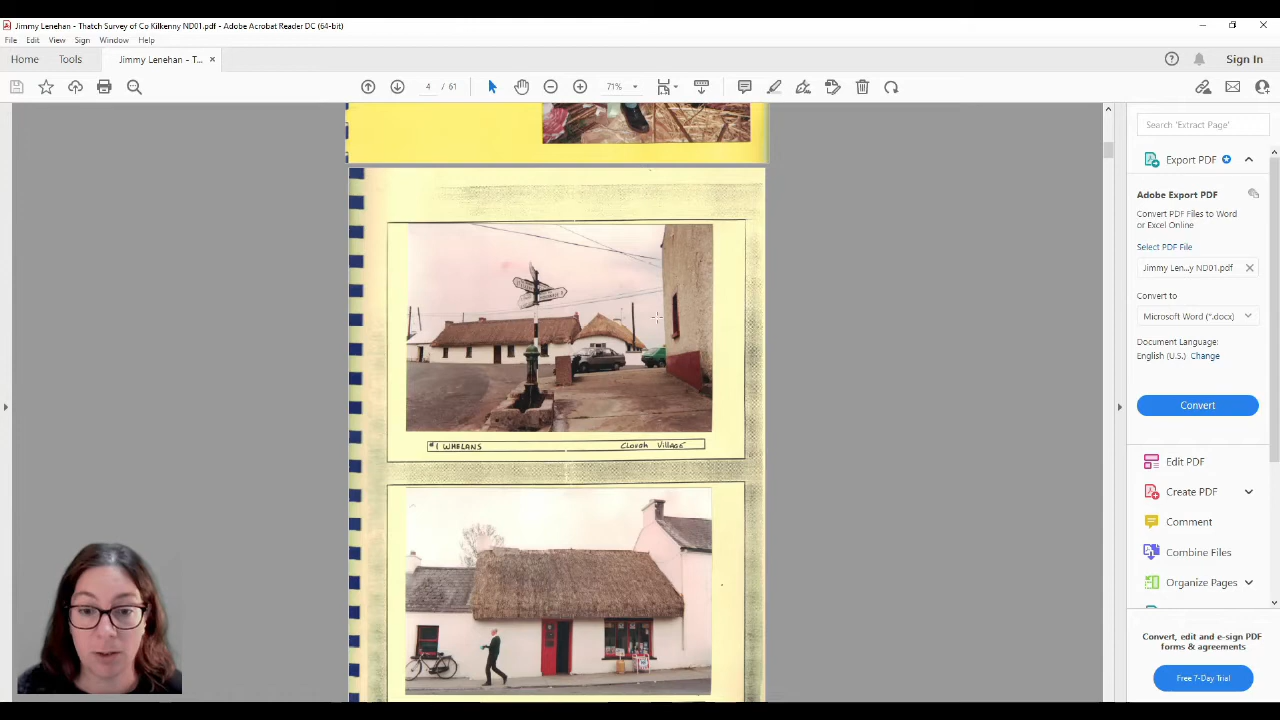 Jimmy Lenehan - Thatch Survey of Co Kilkenny ND01.pdf - Adobe Acrobat Reader DC (64-bit)
File Edit View Sign Window Help
Home Tools Jimmy Lenehan - T... × Sign In
4 / 61 71%
Search 'Extract Page'
Export PDF
Adobe Export PDF
Convert PDF Files to Word
or Excel Online
Select PDF File
Jimmy Len...y ND01.pdf
Convert to
Microsoft Word (*.docx)
Document Language:
English (U.S.) Change
Convert
#1 WHELANS CLOUGH VILLAGE
Edit PDF
Create PDF
Comment
Combine Files
Organize Pages
Convert, edit and e-sign PDF
forms & agreements
Free 7-Day Trial